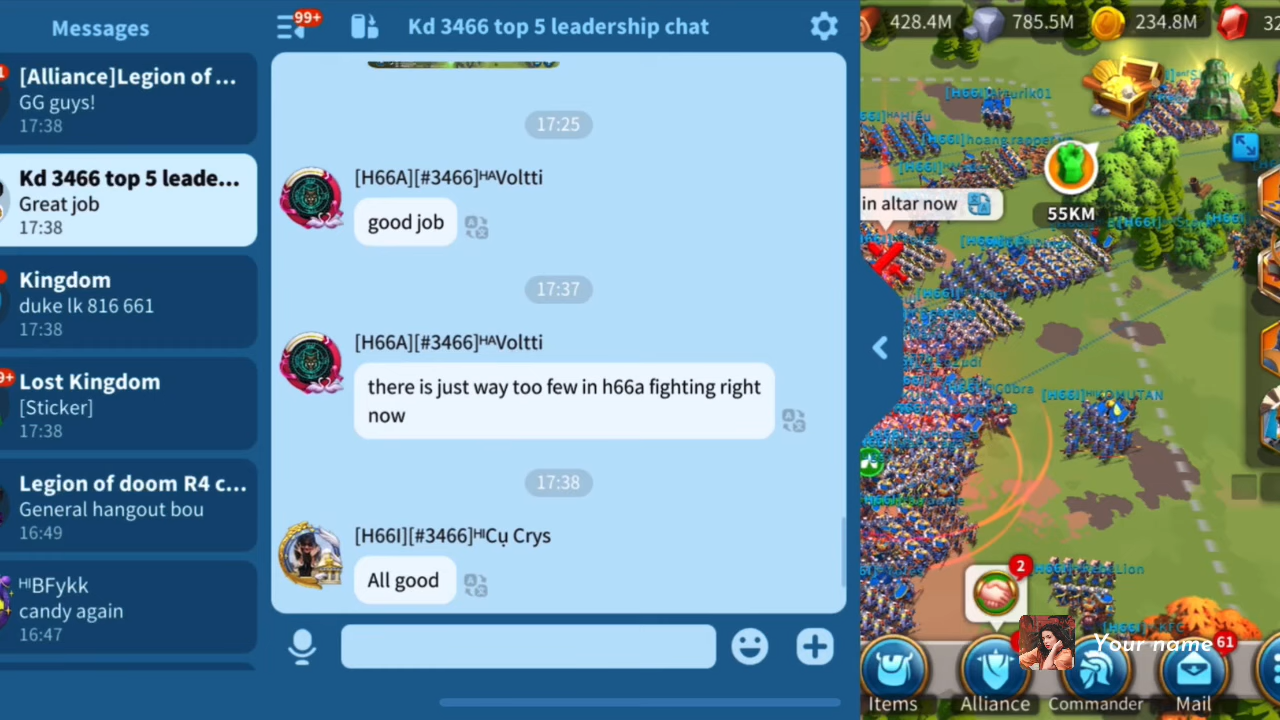 Messages
[Alliance]Legion of ...
GG guys!
17:38
Kd 3466 top 5 leade...
Great job
17:38
Kingdom
duke lk 816 661
17:38
Lost Kingdom
[Sticker]
17:38
Legion of doom R4 c...
General hangout bou
16:49
ᴴᴵBFykk
candy again
16:47
99+
Kd 3466 top 5 leadership chat
17:25
[H66A][#3466]ᴴᴬVoltti
good job
17:37
[H66A][#3466]ᴴᴬVoltti
there is just way too few in h66a fighting right
now
17:38
[H66I][#3466]ᴴᴵCụ Crys
All good
428.4M
785.5M
234.8M
in altar now
55KM
2
Your name
61
Items
Alliance
Commander
Mail